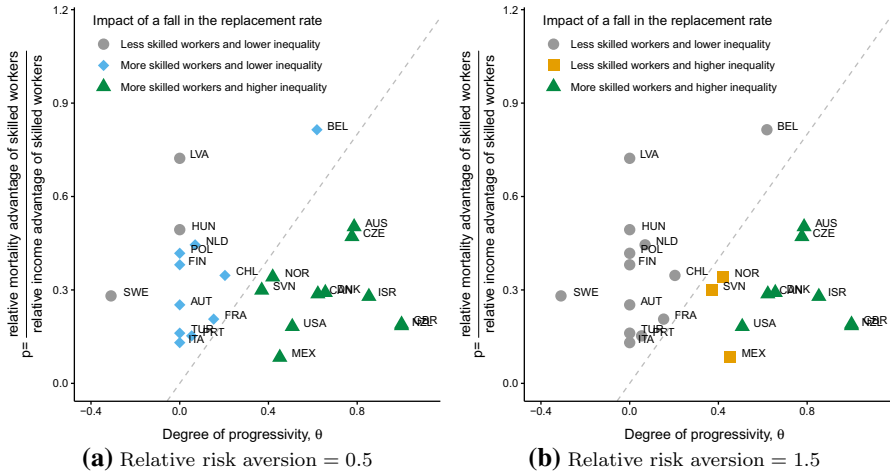 Impact of a fall in the replacement rate
Less skilled workers and lower inequality
More skilled workers and lower inequality
More skilled workers and higher inequality
p= relative mortality advantage of skilled workers
relative income advantage of skilled workers
1.2
0.9
0.6
0.3
0.0
BEL
LVA
HUN
AUS
CZE
NLD
POL
FIN
CHL
NOR
SWE
SVN
CAN
DNK
ISR
AUT
FRA
USA
GBR
NZL
TUR
PRT
ITA
MEX
−0.4 0.0 0.4 0.8
Degree of progressivity, θ
(a) Relative risk aversion = 0.5
Impact of a fall in the replacement rate
Less skilled workers and lower inequality
Less skilled workers and higher inequality
More skilled workers and higher inequality
p= relative mortality advantage of skilled workers
relative income advantage of skilled workers
1.2
0.9
0.6
0.3
0.0
BEL
LVA
HUN
AUS
CZE
NLD
POL
FIN
CHL
NOR
SWE
SVN
CAN
DNK
ISR
AUT
FRA
USA
GBR
NZL
TUR
PRT
ITA
MEX
−0.4 0.0 0.4 0.8
Degree of progressivity, θ
(b) Relative risk aversion = 1.5